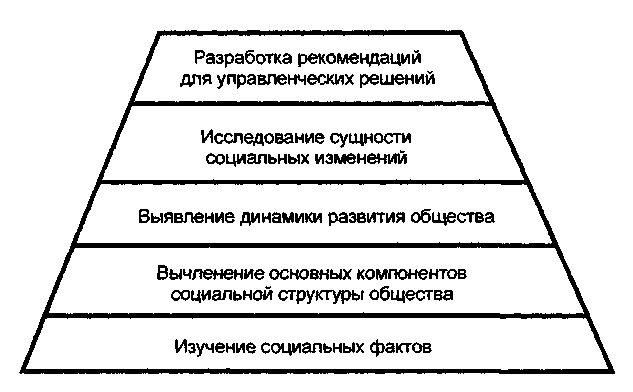 Разработка рекомендаций
для управленческих решений
Исследование сущности
социальных изменений
Выявление динамики развития общества
Вычленение основных компонентов
социальной структуры общества
Изучение социальных фактов